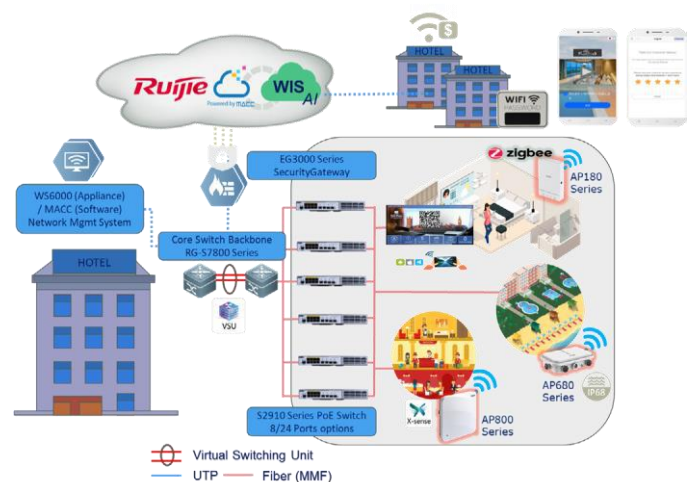 S
HOTEL
HOTEL
WIFI
PASSWORD
Ruijie
Powered by MACC
WIS
AI
EG3000 Series
SecurityGateway
zigbee
AP180
Series
WS6000 (Appliance)
/ MACC (Software)
Network Mgmt System
Core Switch Backbone
RG-S7800 Series
HOTEL
VSU
AP680
Series
IP68
X-sense
AP800
Series
S2910 Series PoE Switch
8/24 Ports options
Virtual Switching Unit
UTP
Fiber (MMF)